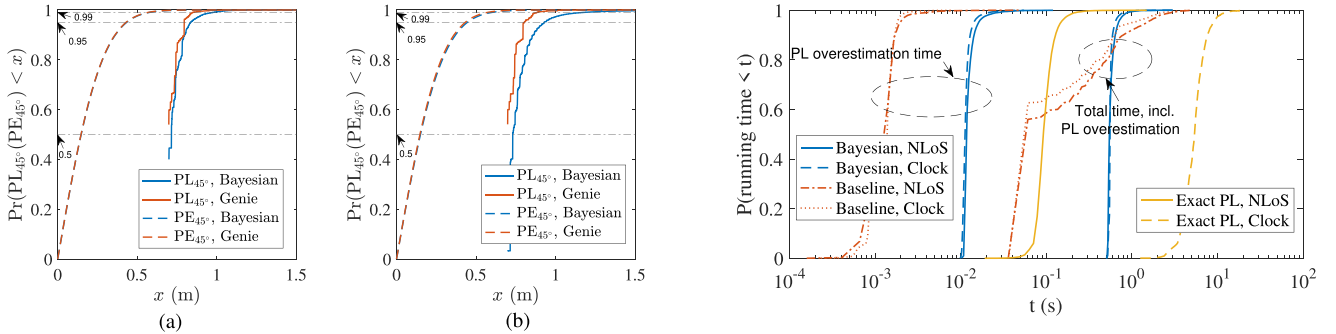 Pr(PL45°(PE45°) < x)
1
0.8
0.6
0.4
0.2
0
0.99
0.95
0.5
PL45°, Bayesian
PL45°, Genie
PE45°, Bayesian
PE45°, Genie
0 0.5 1 1.5
x (m)
(a)
Pr(PL45°(PE45°) < x)
1
0.8
0.6
0.4
0.2
0
0.99
0.95
0.5
PL45°, Bayesian
PL45°, Genie
PE45°, Bayesian
PE45°, Genie
0 0.5 1 1.5
x (m)
(b)
P(running time < t)
1
0.8
0.6
0.4
0.2
0
PL overestimation time
Total time, incl.
PL overestimation
Bayesian, NLoS
Bayesian, Clock
Baseline, NLoS
Baseline, Clock
Exact PL, NLoS
Exact PL, Clock
10^-4 10^-3 10^-2 10^-1 10^0 10^1 10^2
t (s)